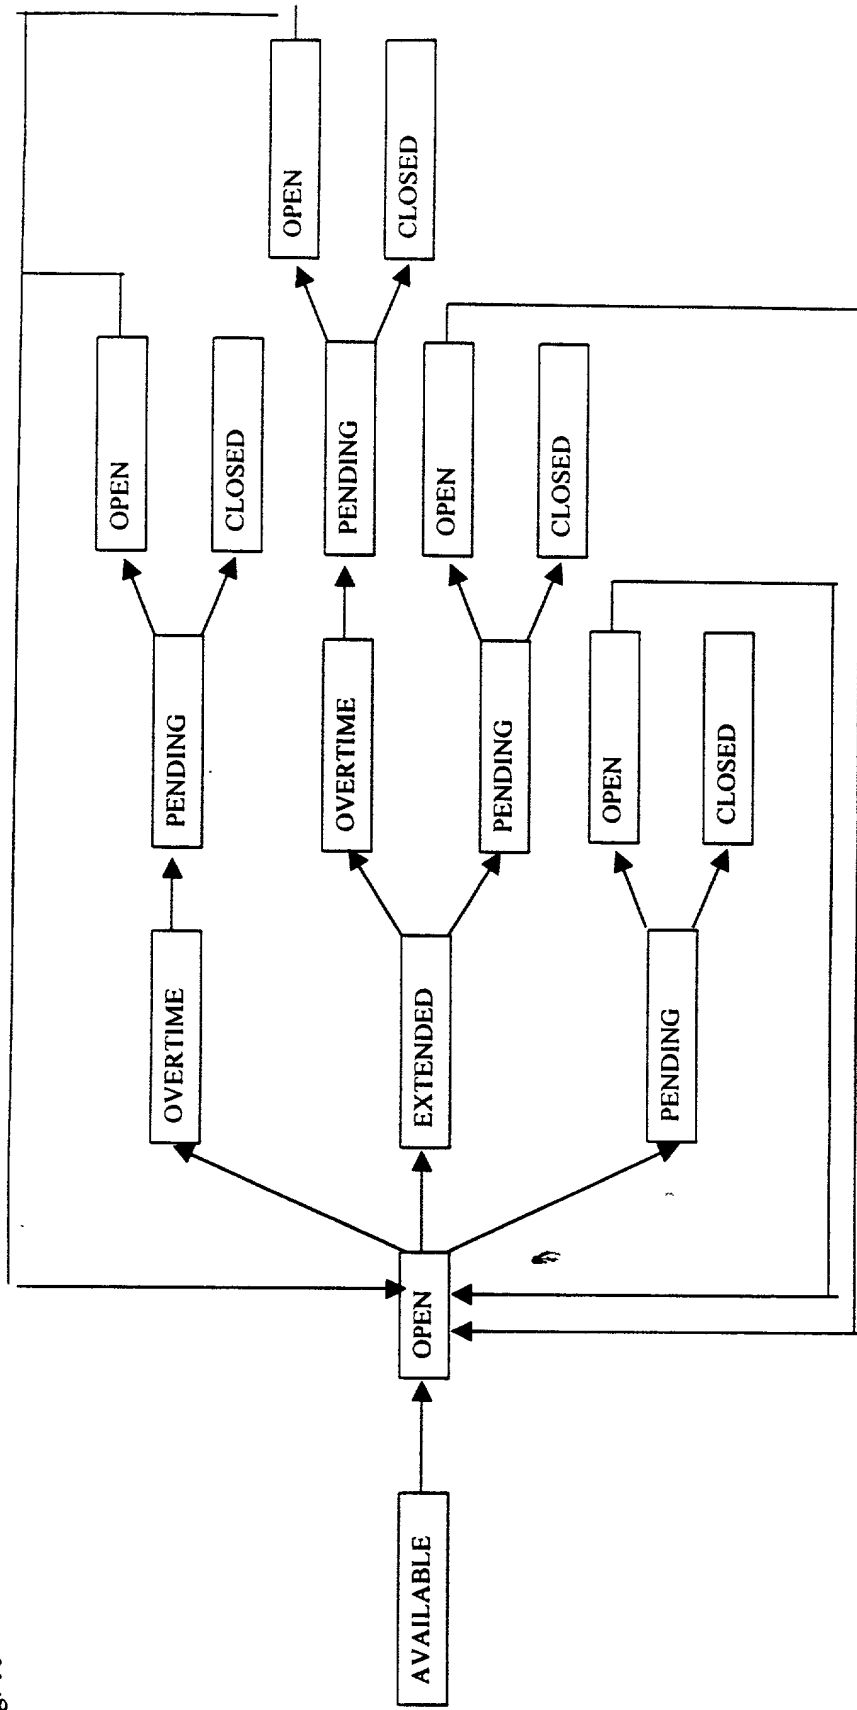 AVAILABLE
OPEN
OVERTIME
PENDING
OPEN
CLOSED
EXTENDED
OVERTIME
PENDING
OPEN
CLOSED
PENDING
OPEN
CLOSED
PENDING
OPEN
CLOSED